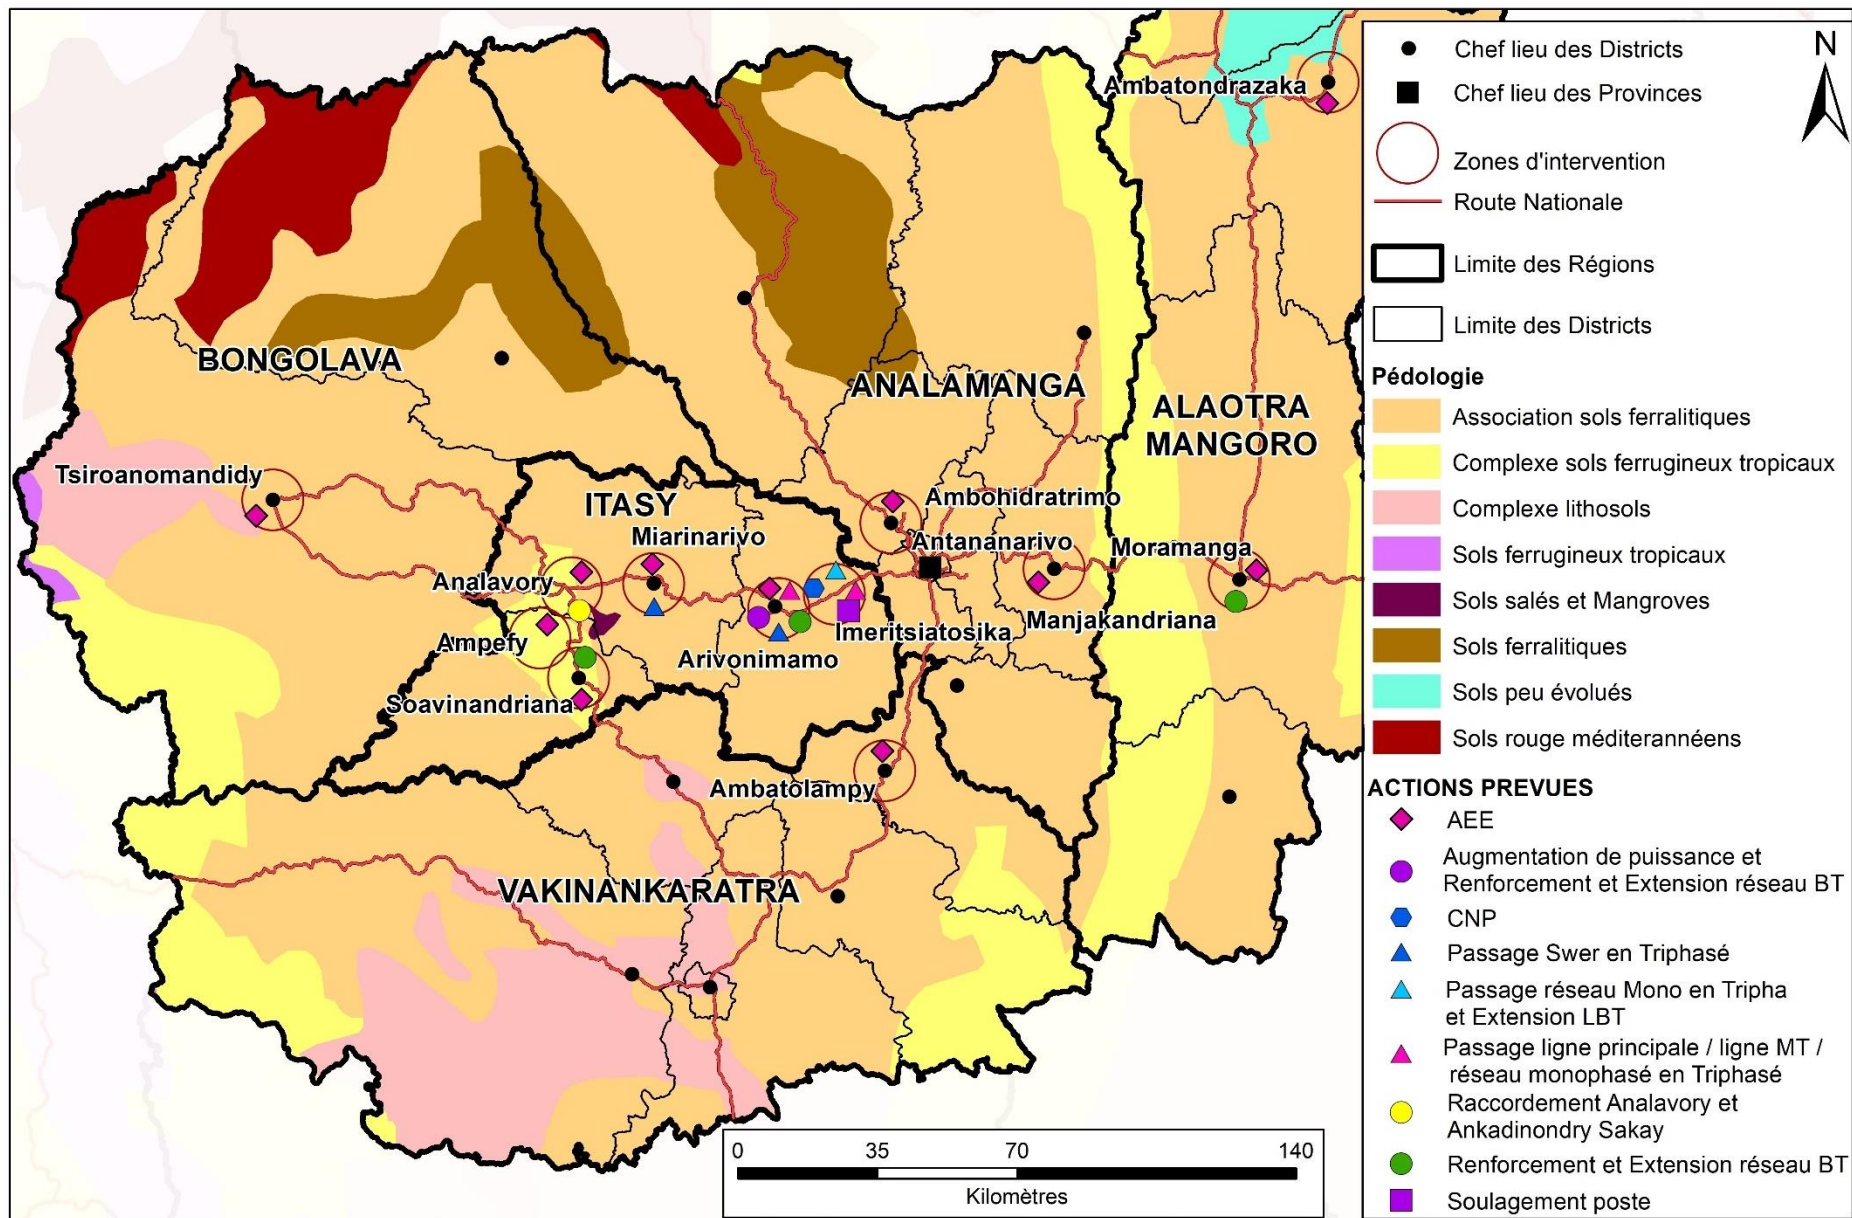 Ambatondrazaka
BONGOLAVA
ANALAMANGA
ALAOTRA
MANGORO
Tsiroanomandidy
ITASY
Ambohidratrimo
Miarinarivo
Antananarivo
Moramanga
Analavory
Manjakandriana
Ampefy
Imeritsiatosika
Arivonimamo
Soavinandriana
Ambatolampy
VAKINANKARATRA
0 35 70 140
Kilomètres
N
Chef lieu des Districts
Chef lieu des Provinces
Zones d'intervention
Route Nationale
Limite des Régions
Limite des Districts
Pédologie
Association sols ferralitiques
Complexe sols ferrugineux tropicaux
Complexe lithosols
Sols ferrugineux tropicaux
Sols salés et Mangroves
Sols ferralitiques
Sols peu évolués
Sols rouge méditerannéens
ACTIONS PREVUES
AEE
Augmentation de puissance et
Renforcement et Extension réseau BT
CNP
Passage Swer en Triphasé
Passage réseau Mono en Tripha
et Extension LBT
Passage ligne principale / ligne MT /
réseau monophasé en Triphasé
Raccordement Analavory et
Ankadinondry Sakay
Renforcement et Extension réseau BT
Soulagement poste